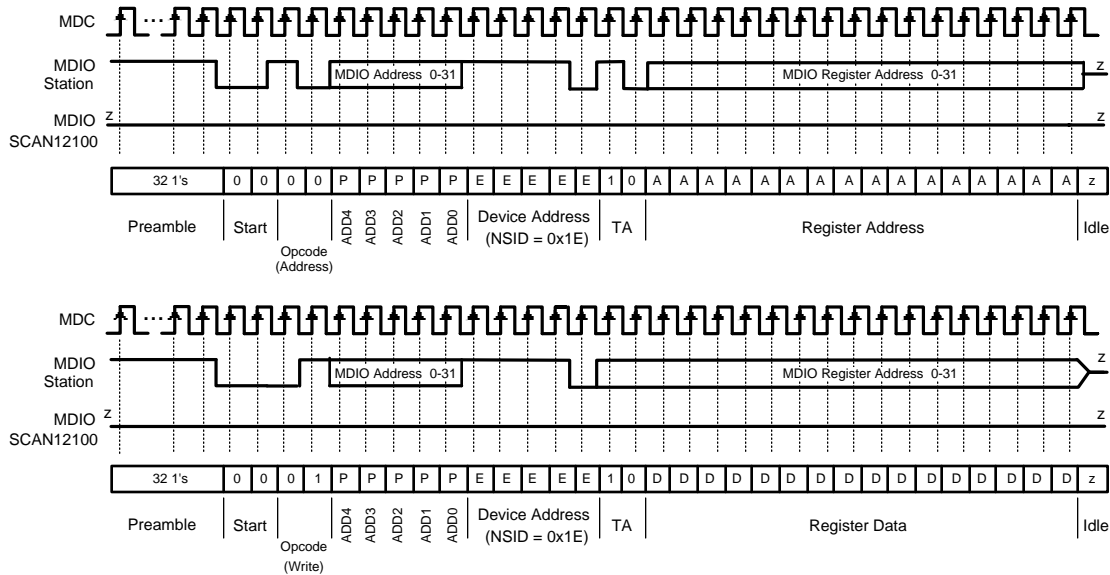 MDC
MDIO
Station
MDIO Address 0-31
MDIO Register Address 0-31
z
MDIO
SCAN12100
Z
z
32 1's 0 0 0 0 P P P P P E E E E E 1 0 A A A A A A A A A A A A A A A A z
Preamble
Start
Opcode
(Address)
ADD4
ADD3
ADD2
ADD1
ADD0
Device Address
(NSID = 0x1E)
TA
Register Address
Idle
MDC
MDIO
Station
MDIO Address 0-31
MDIO Register Address 0-31
z
MDIO
SCAN12100
Z
z
32 1's 0 0 0 1 P P P P P E E E E E 1 0 D D D D D D D D D D D D D D D D z
Preamble
Start
Opcode
(Write)
ADD4
ADD3
ADD2
ADD1
ADD0
Device Address
(NSID = 0x1E)
TA
Register Data
Idle